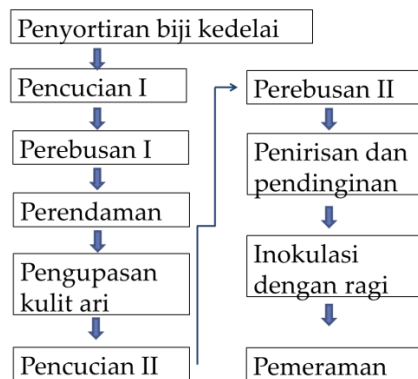 Penyortiran biji kedelai
Pencucian I
Perebusan I
Perendaman
Pengupasan
kulit ari
Pencucian II
Perebusan II
Penirisan dan
pendinginan
Inokulasi
dengan ragi
Pemeraman